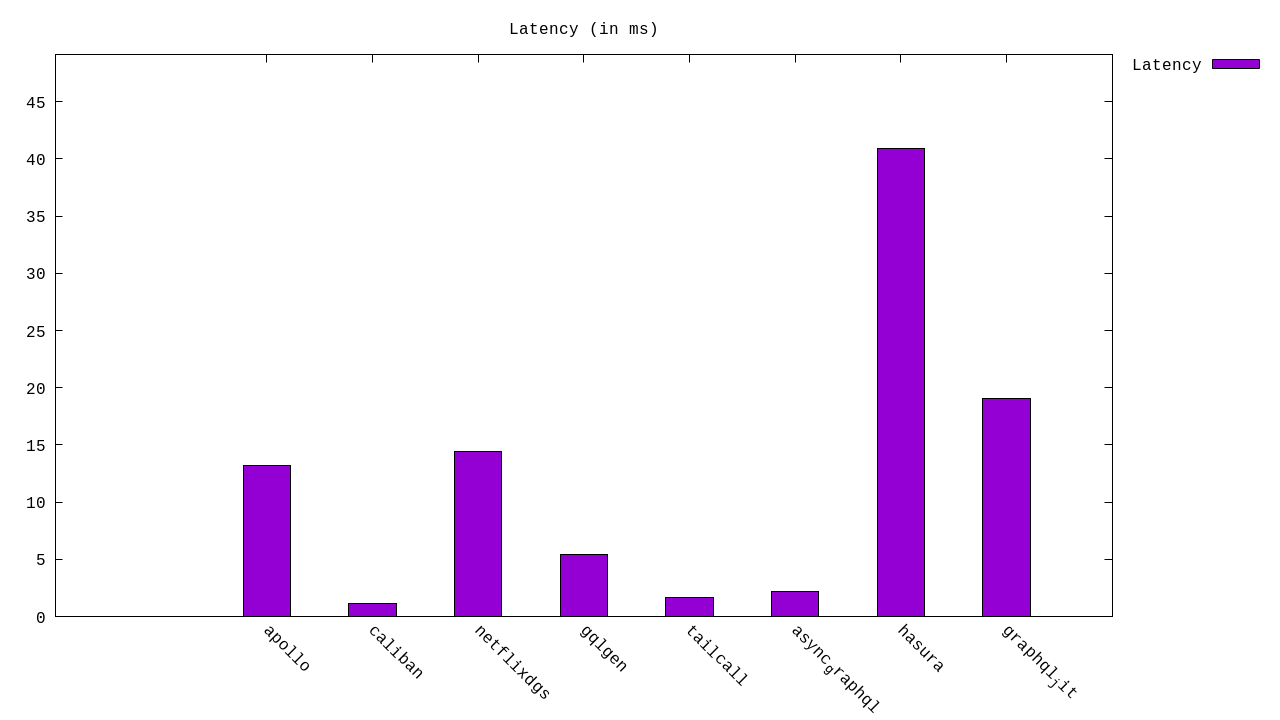 Latency (in ms)
Latency
45
40
35
30
25
20
15
10
5
0
apollo
caliban
netflixdgs
gqlgen
tailcall
async_graphql
hasura
graphql_jit